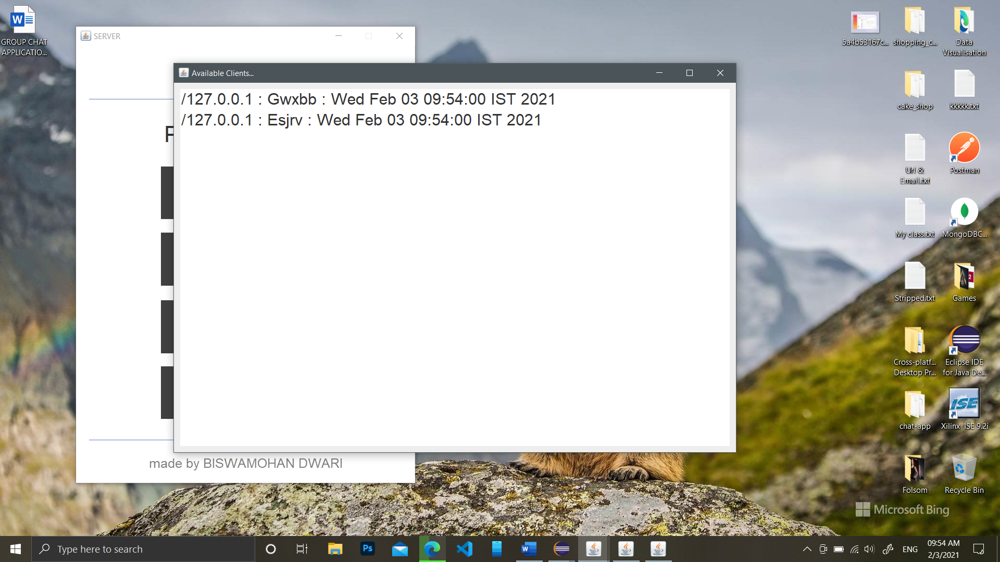 GROUP CHAT
APPLICATIO...
SERVER
Available Clients...
/127.0.0.1 : Gwxbb : Wed Feb 03 09:54:00 IST 2021
/127.0.0.1 : Esjrv : Wed Feb 03 09:54:00 IST 2021
made by BISWAMOHAN DWARI
5a4b53167c...
shopping_c...
Data
Visualisation
cake_shop
kkkkk.txt
Url &
Email.txt
Postman
My class.txt
MongoDBC...
Stripped.txt
Games
Cross-platf...
Desktop Pr...
Eclipse IDE
for Java De...
chat-app
ISE
Xilinx ISE 9.2i
Folsom
Recycle Bin
Microsoft Bing
Type here to search
Ps
ENG
09:54 AM
2/3/2021